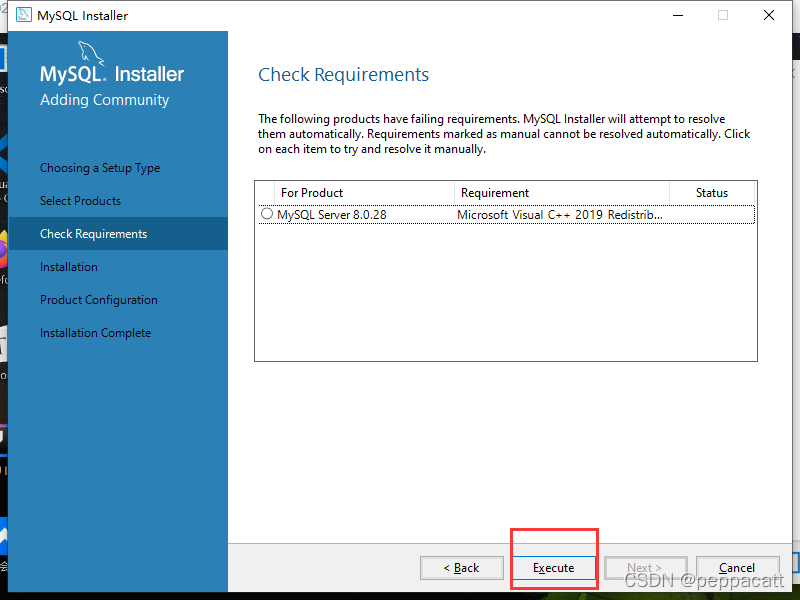 MySQL Installer
MySQL. Installer
Adding Community
Choosing a Setup Type
Select Products
Check Requirements
Installation
Product Configuration
Installation Complete
Check Requirements
The following products have failing requirements. MySQL Installer will attempt to resolve
them automatically. Requirements marked as manual cannot be resolved automatically. Click
on each item to try and resolve it manually.
For Product Requirement Status
MySQL Server 8.0.28 Microsoft Visual C++ 2019 Redistrib...
< Back Execute Next > Cancel
CSDN @peppacatt